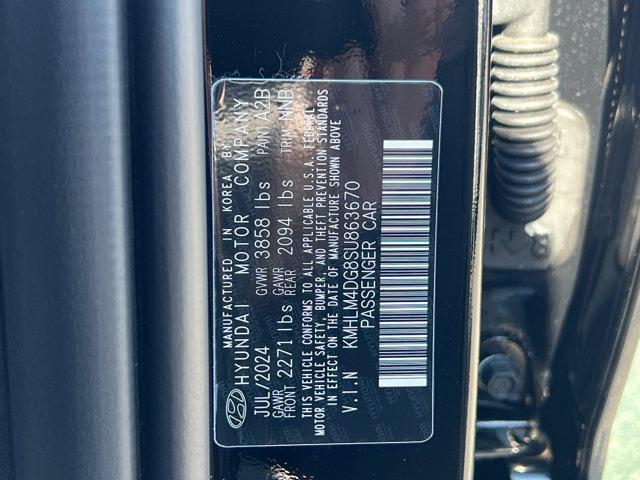 MANUFACTURED IN KOREA BY
HYUNDAI MOTOR COMPANY
JUL/2024 GVWR 3858 lbs PAINT A2B
GAWR FRONT 2271 lbs GAWR REAR 2094 lbs TRIM NNB
THIS VEHICLE CONFORMS TO ALL APPLICABLE U.S.A. FEDERAL
MOTOR VEHICLE SAFETY, BUMPER, AND THEFT PREVENTION STANDARDS
IN EFFECT ON THE DATE OF MANUFACTURE SHOWN ABOVE
V.I.N KMHLM4DG8SU863670
PASSENGER CAR